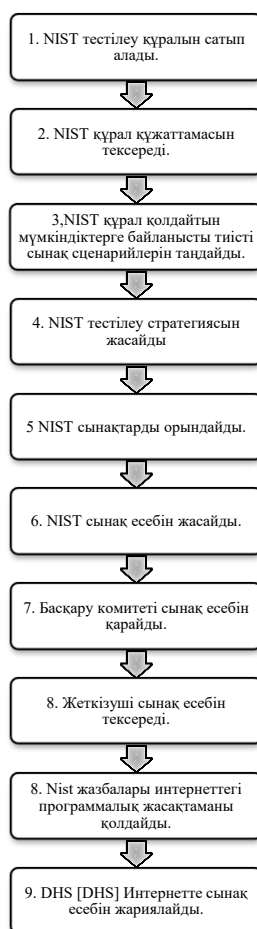 1. NIST тестілеу құралын сатып
алады.
2. NIST құрал құжаттамасын
тексереді.
3,NIST құрал қолдайтын
мүмкіндіктерге байланысты тиісті
сынақ сценарийлерін таңдайды.
4. NIST тестілеу стратегиясын
жасайды
5 NIST сынақтарды орындайды.
6. NIST сынақ есебін жасайды.
7. Басқару комитеті сынақ есебін
қарайды.
8. Жеткізуші сынақ есебін
тексереді.
8. Nist жазбалары интернеттегі
программалық жасақтаманы
қолдайды.
9. DHS [DHS] Интернетте сынақ
есебін жариялайды.